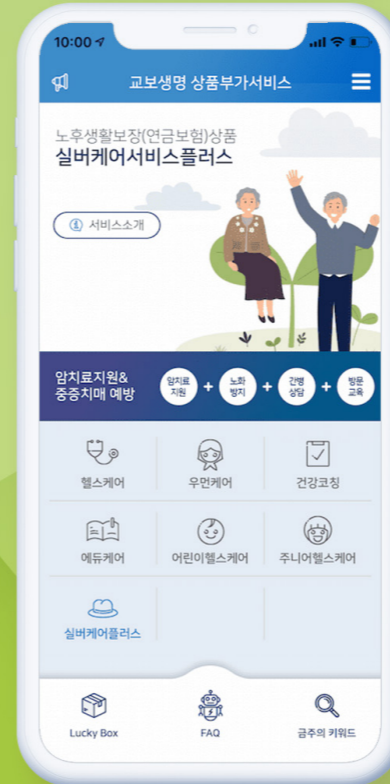 10:00
교보생명 상품부가서비스
노후생활보장(연금보험)상품
실버케어서비스플러스
서비스소개
암치료지원&
중증치매 예방
암치료
지원
+
노화
방지
+
간병
상담
+
방문
교육
헬스케어
우먼케어
건강코칭
에듀케어
어린이헬스케어
주니어헬스케어
실버케어플러스
Lucky Box
FAQ
금주의 키워드